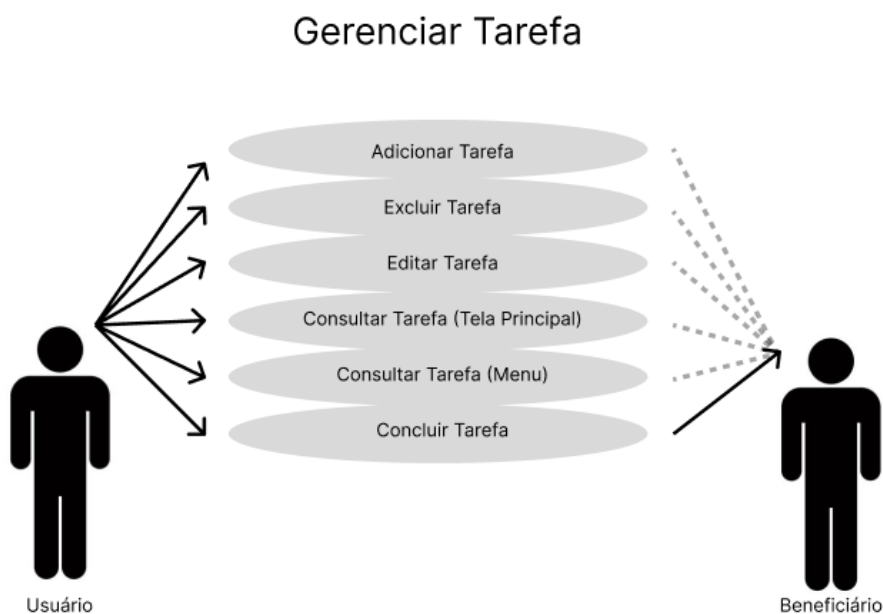 Gerenciar Tarefa
Adicionar Tarefa
Excluir Tarefa
Editar Tarefa
Consultar Tarefa (Tela Principal)
Consultar Tarefa (Menu)
Concluir Tarefa
Usuário
Beneficiário